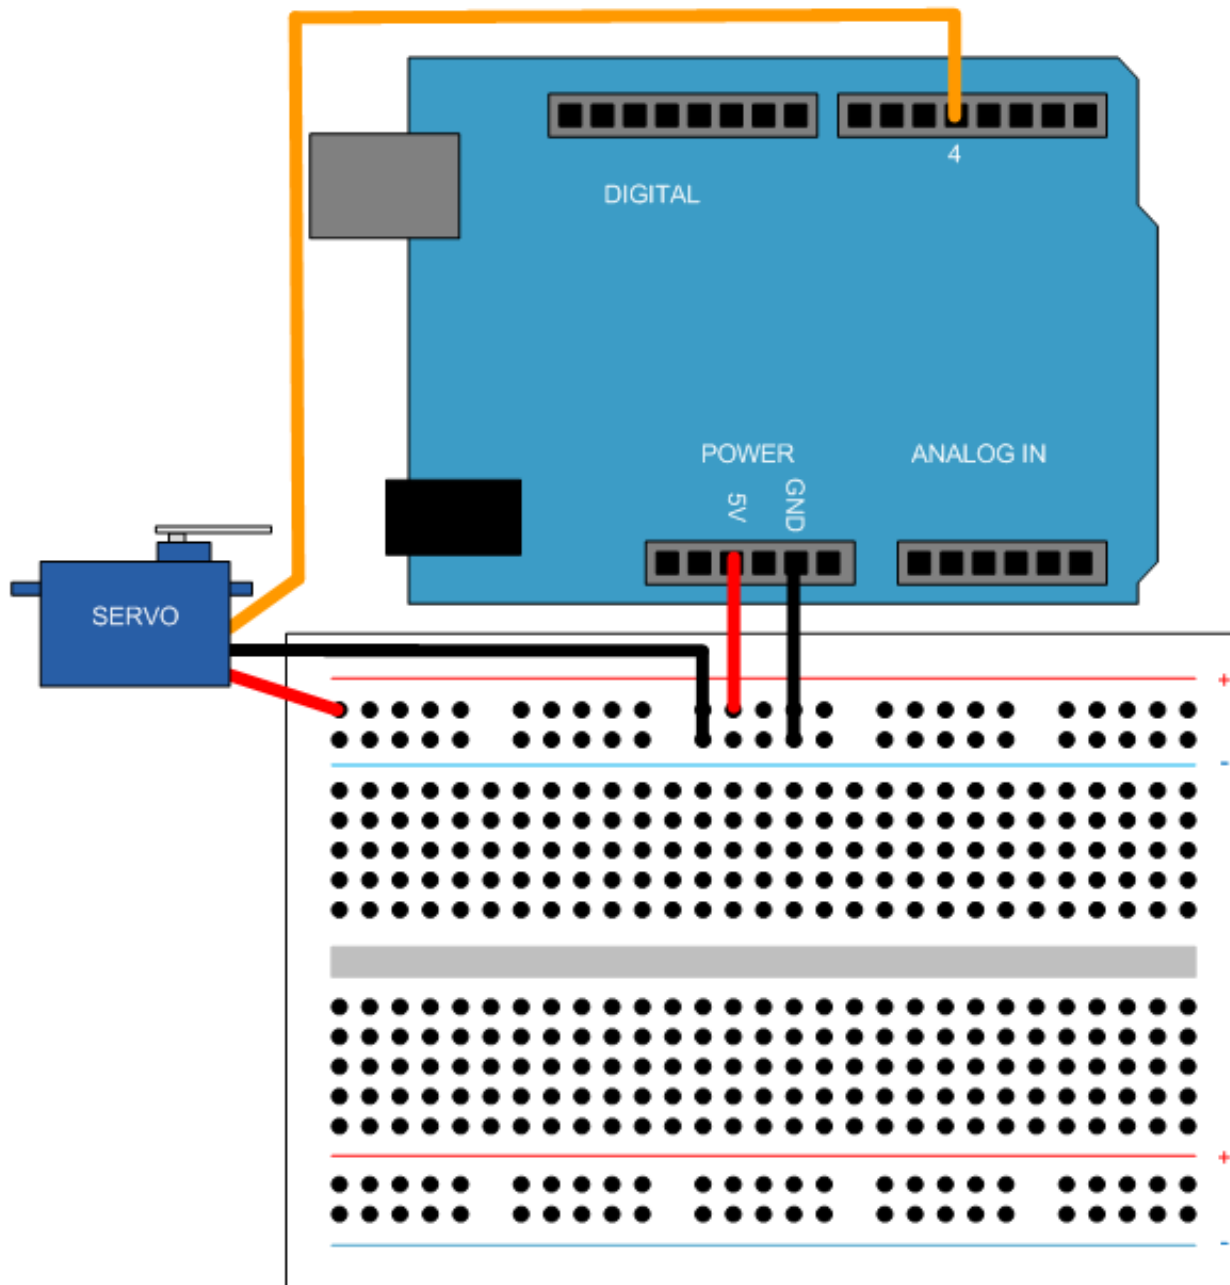 4
DIGITAL
POWER
ANALOG IN
5V
GND
SERVO
+
-
+
-